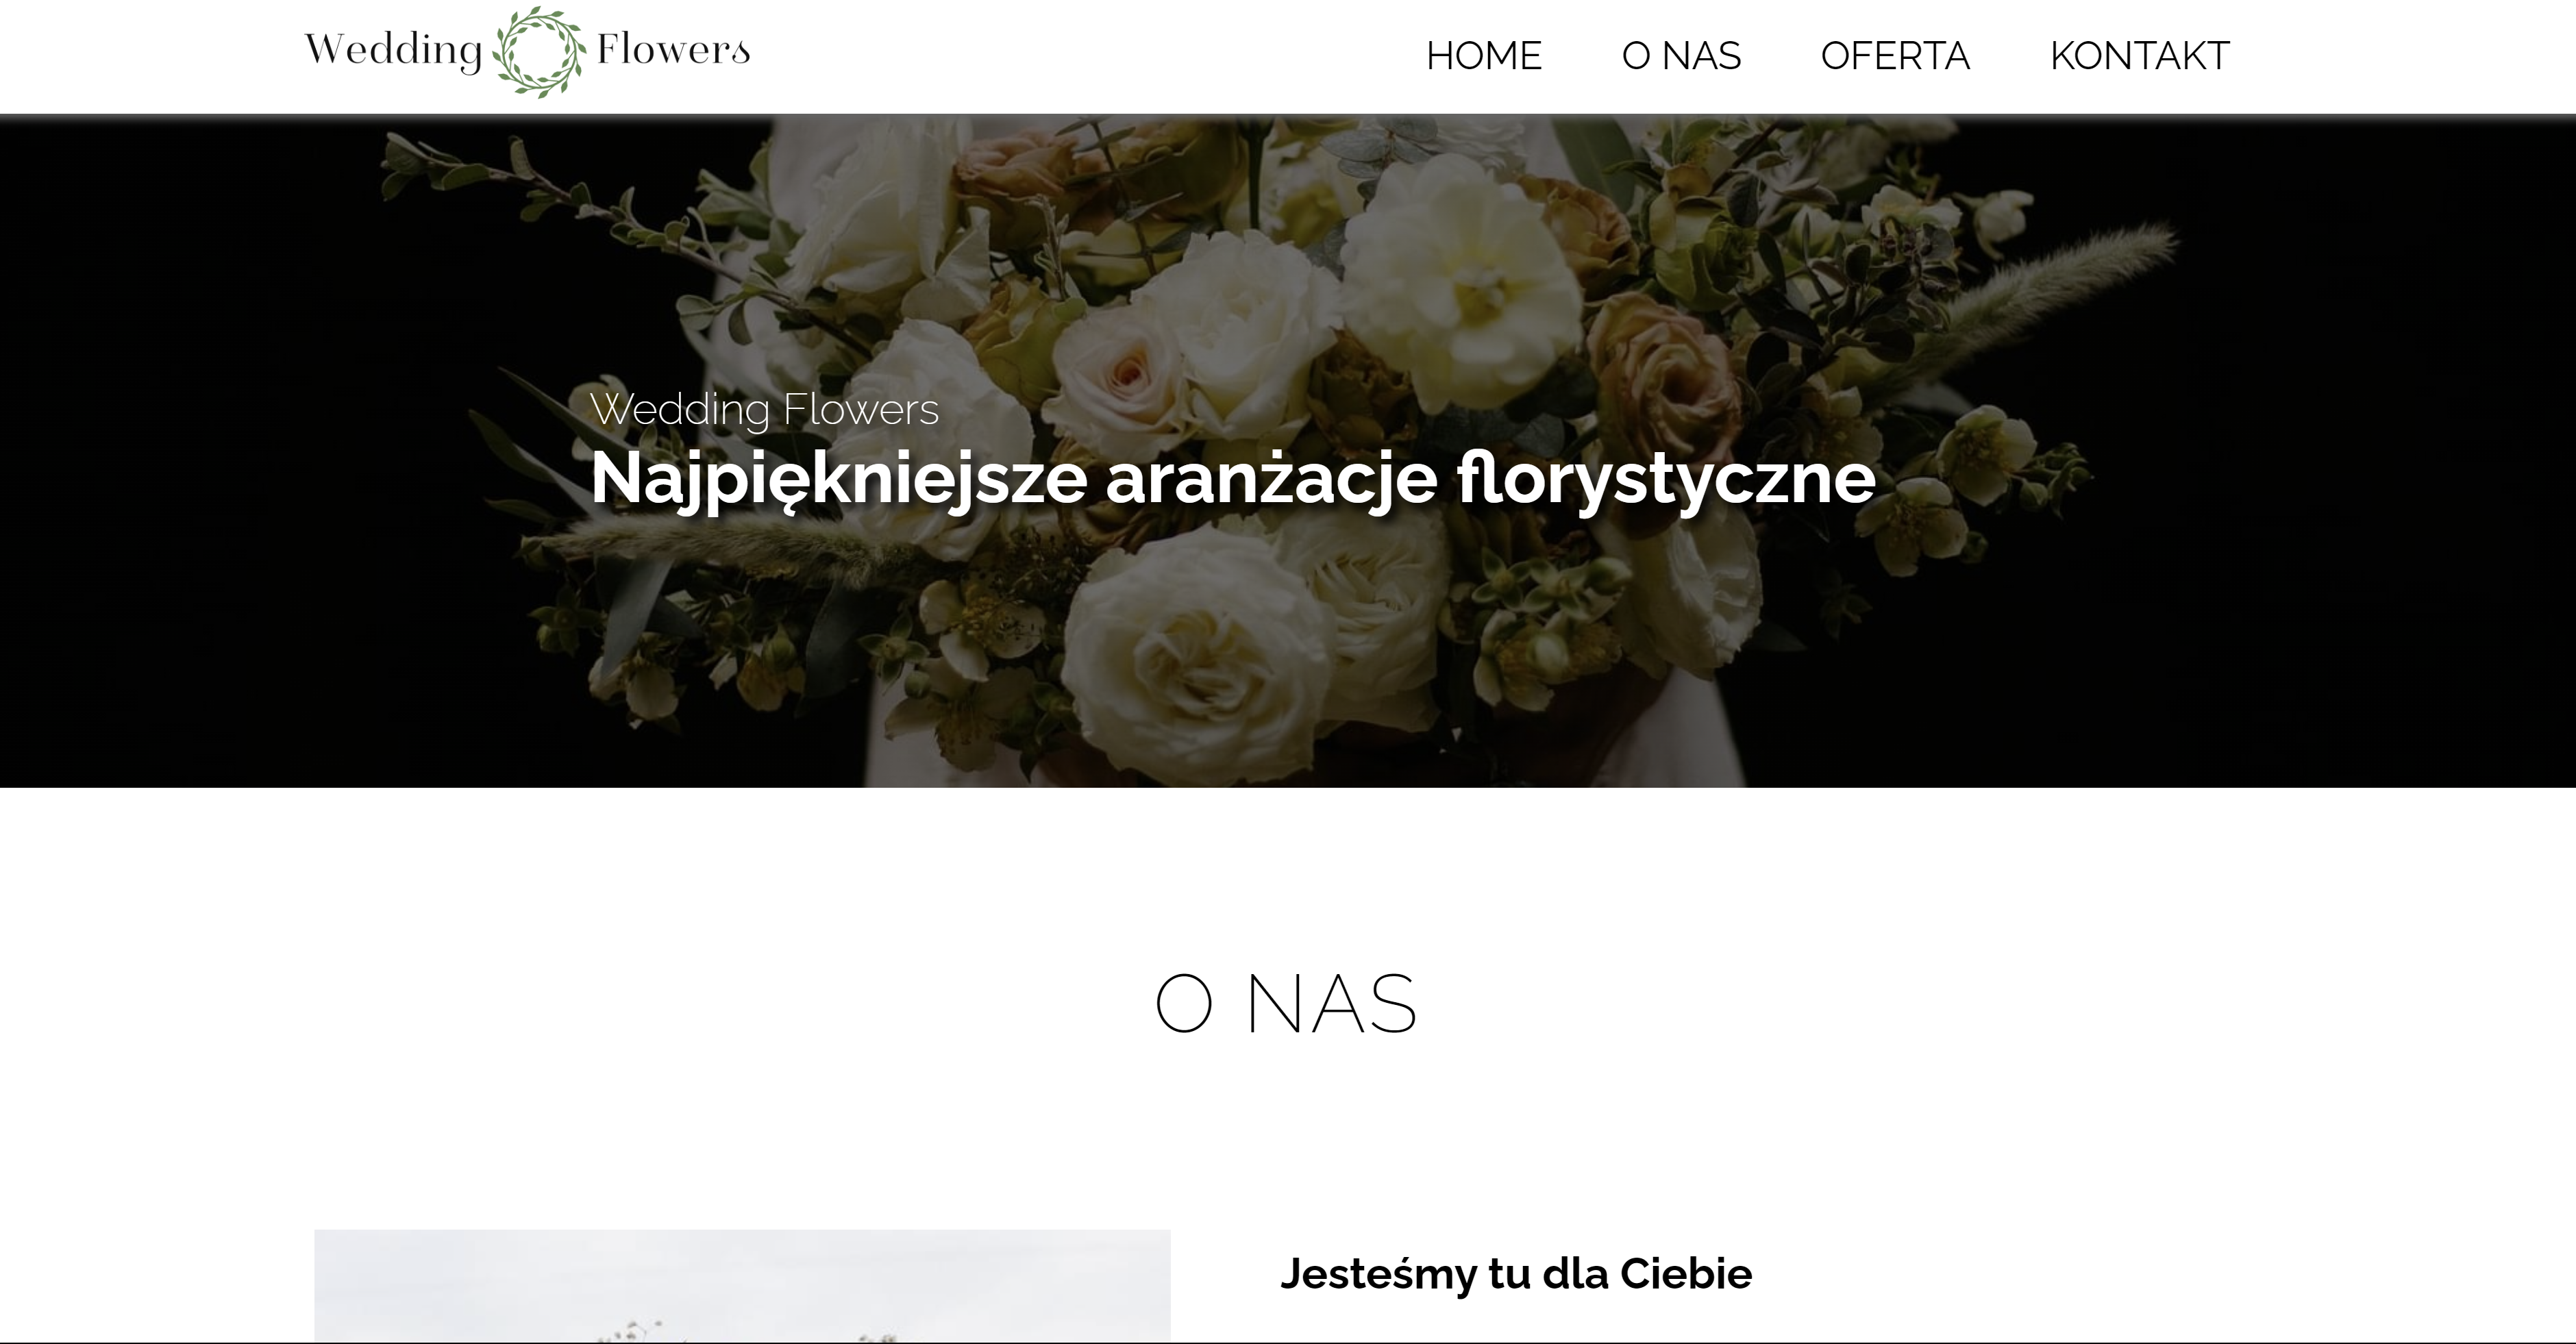 Wedding Flowers
HOME O NAS OFERTA KONTAKT
Wedding Flowers
Najpiękniejsze aranżacje florystyczne
O NAS
Jesteśmy tu dla Ciebie